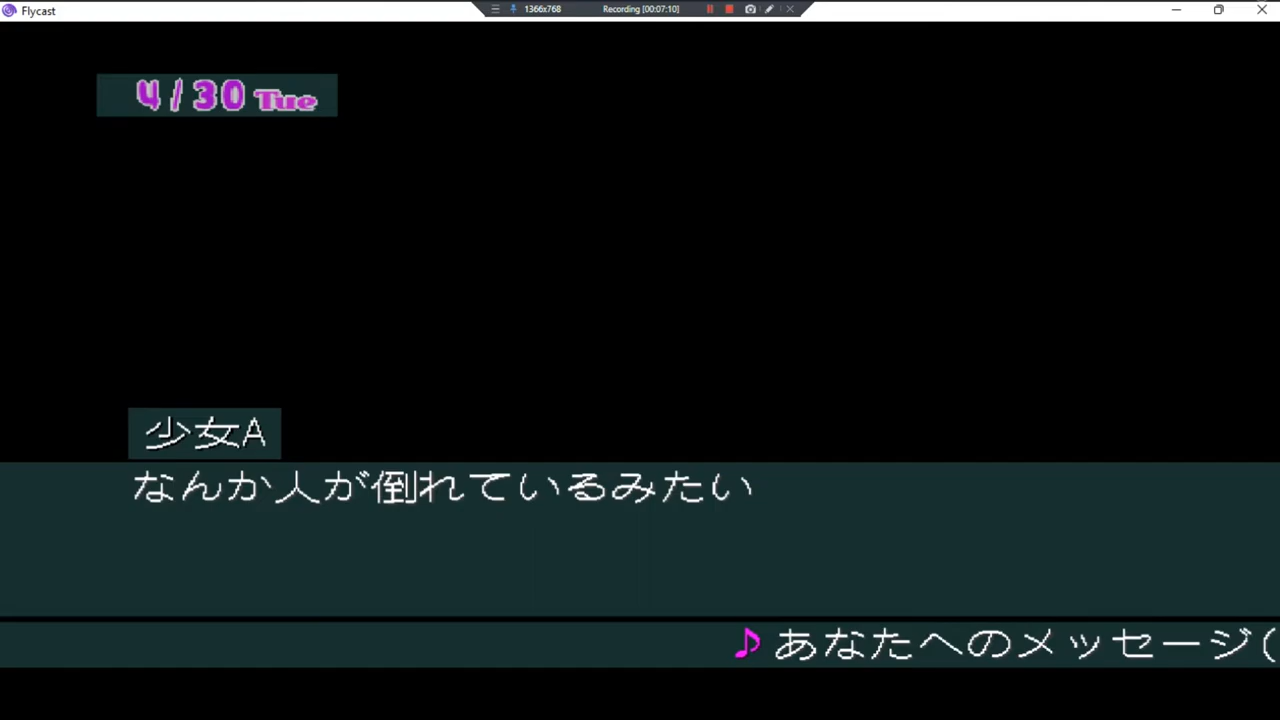 Flycast
1366x768
Recording [00:07:10]
4/30 Tue
少女A
なんか人が倒れているみたい
♪ あなたへのメッセージ(